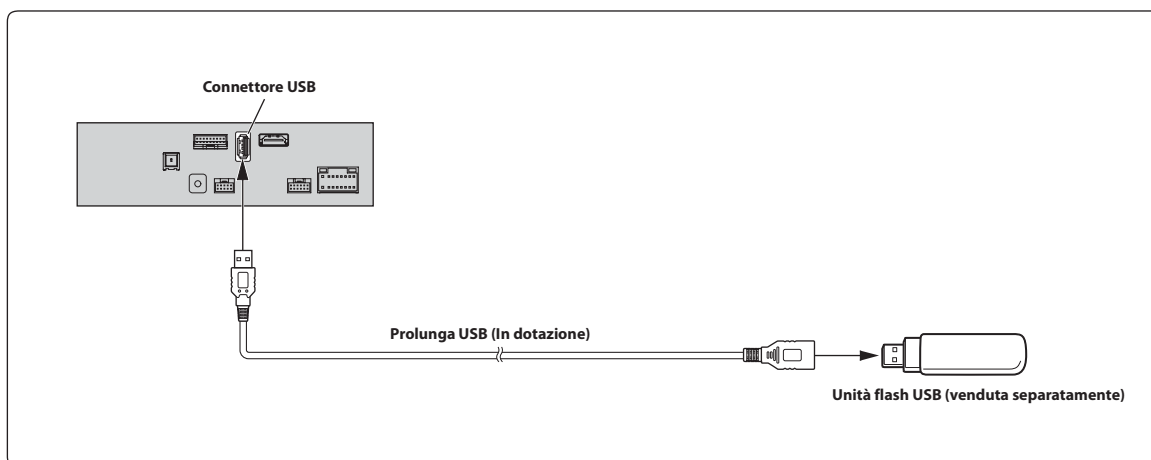 Connettore USB
Prolunga USB (In dotazione)
Unità flash USB (venduta separatamente)